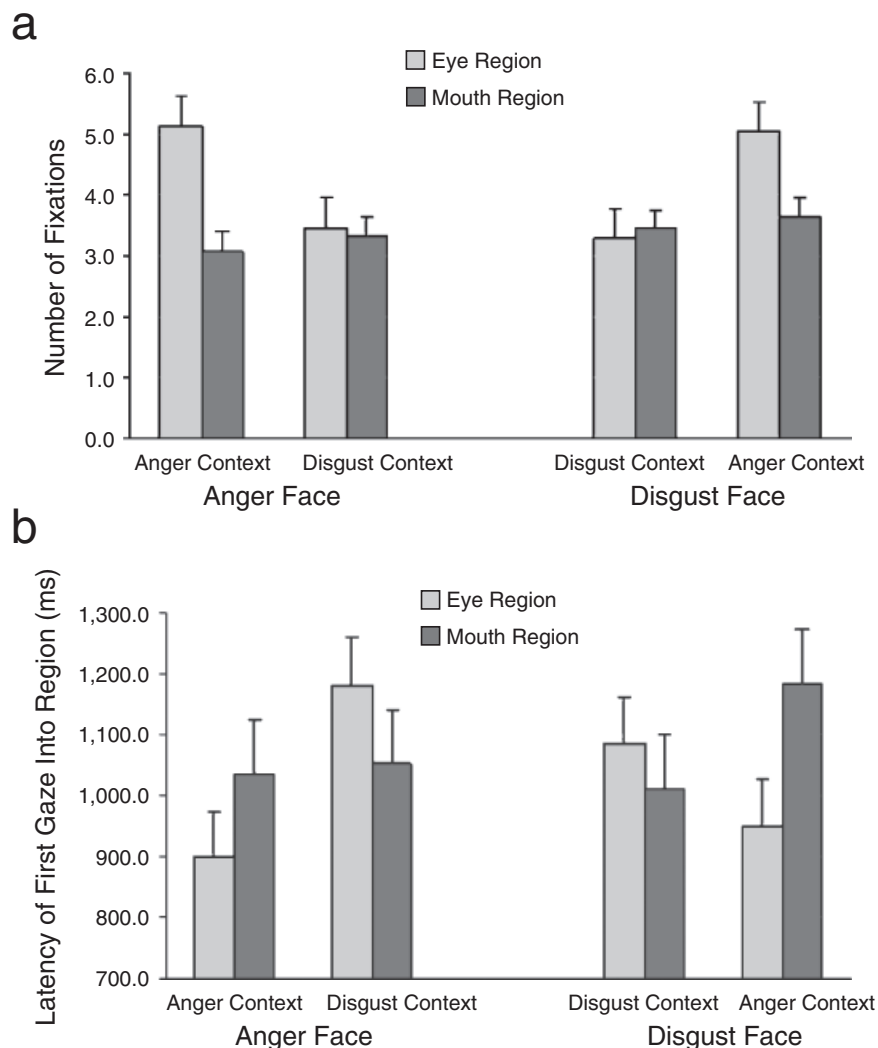 a
Eye Region
Mouth Region
Number of Fixations
6.0
5.0
4.0
3.0
2.0
1.0
0.0
Anger Context Disgust Context Disgust Context Anger Context
Anger Face Disgust Face
b
Eye Region
Mouth Region
Latency of First Gaze Into Region (ms)
1,300.0
1,200.0
1,100.0
1,000.0
900.0
800.0
700.0
Anger Context Disgust Context Disgust Context Anger Context
Anger Face Disgust Face